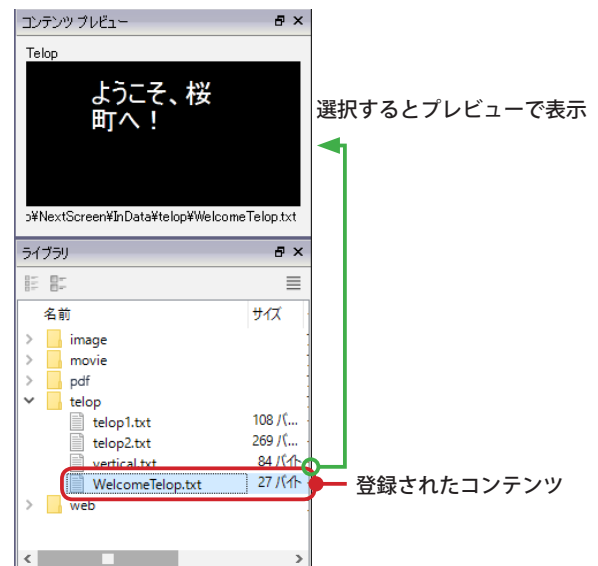 コンテンツ プレビュー
Telop
ようこそ、桜
町へ！
選択するとプレビューで表示
¥NextScreen¥InData¥telop¥WelcomeTelop.txt
ライブラリ
名前 サイズ
image
movie
pdf
telop
telop1.txt 108 バ...
telop2.txt 269 バ...
vertical.txt 84 バイト
WelcomeTelop.txt 27 バイト
登録されたコンテンツ
web